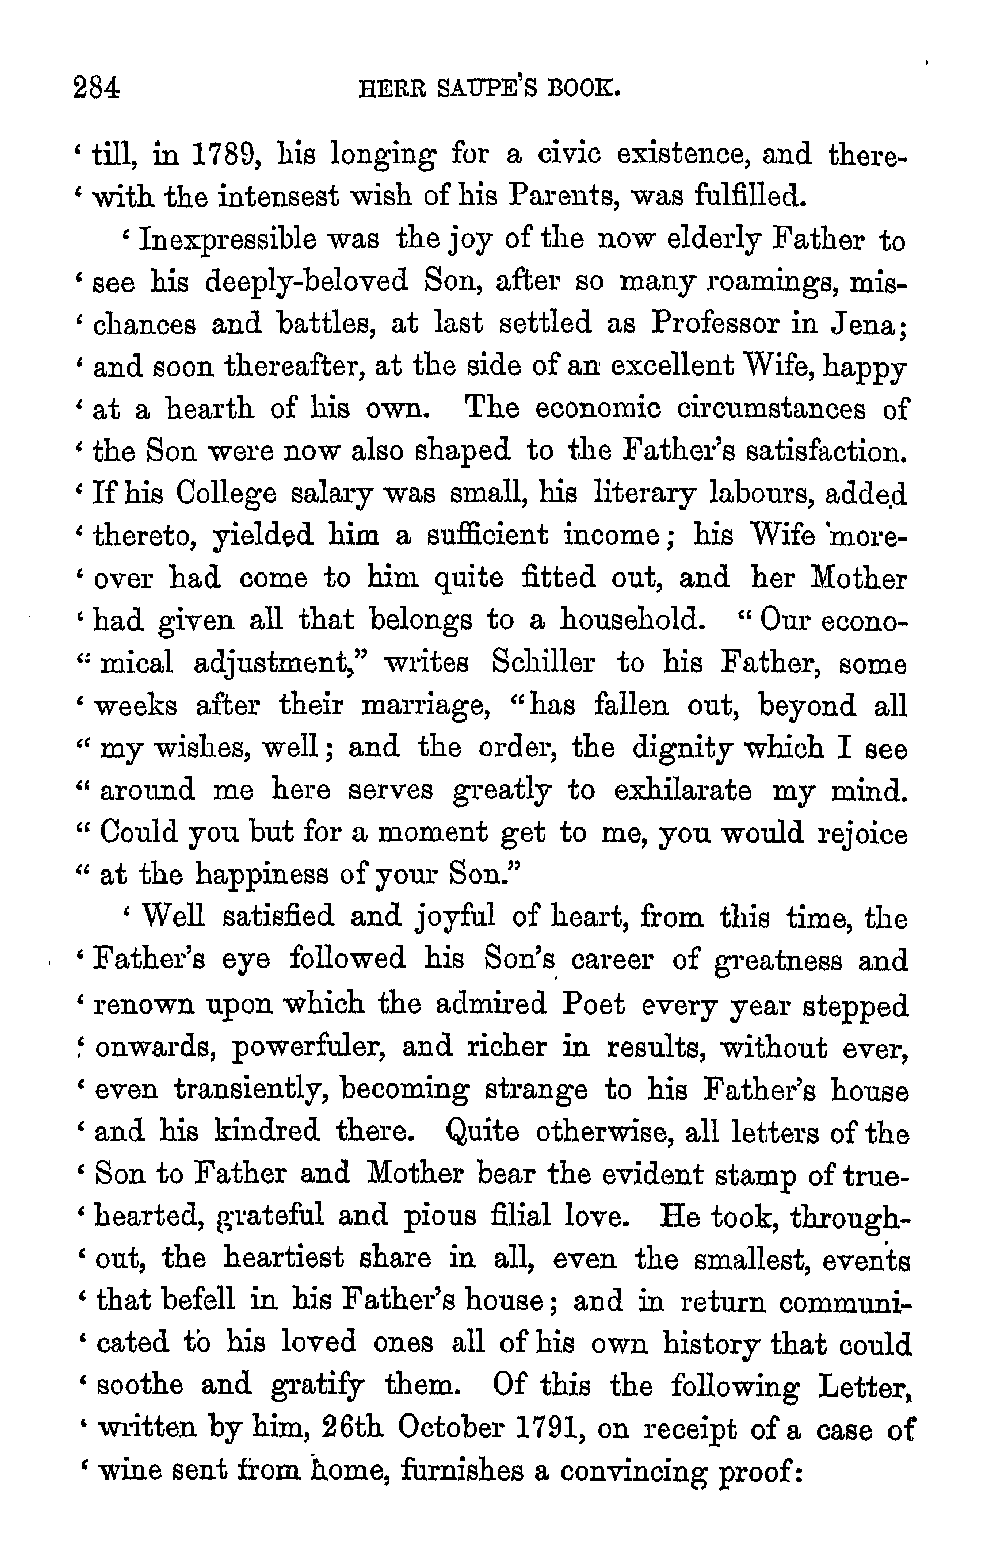 284 HERR SAUPE'S BOOK.
‘ till, in 1789, his longing for a civic existence, and there-
‘ with the intensest wish of his Parents, was fulfilled.
‘ Inexpressible was the joy of the now elderly Father to
‘ see his deeply-beloved Son, after so many roamings, mis-
‘ chances and battles, at last settled as Professor in Jena;
‘ and soon thereafter, at the side of an excellent Wife, happy
‘ at a hearth of his own. The economic circumstances of
‘ the Son were now also shaped to the Father's satisfaction.
‘ If his College salary was small, his literary labours, added
‘ thereto, yielded him a sufficient income; his Wife more-
‘ over had come to him quite fitted out, and her Mother
‘ had given all that belongs to a household. “ Our econo-
“ mical adjustment,” writes Schiller to his Father, some
‘ weeks after their marriage, “has fallen out, beyond all
“ my wishes, well; and the order, the dignity which I see
“ around me here serves greatly to exhilarate my mind.
“ Could you but for a moment get to me, you would rejoice
“ at the happiness of your Son.”
‘ Well satisfied and joyful of heart, from this time, the
‘ Father's eye followed his Son's career of greatness and
‘ renown upon which the admired Poet every year stepped
‘ onwards, powerfuler, and richer in results, without ever,
‘ even transiently, becoming strange to his Father's house
‘ and his kindred there. Quite otherwise, all letters of the
‘ Son to Father and Mother bear the evident stamp of true-
‘ hearted, grateful and pious filial love. He took, through-
‘ out, the heartiest share in all, even the smallest, events
‘ that befell in his Father's house; and in return communi-
‘ cated to his loved ones all of his own history that could
‘ soothe and gratify them. Of this the following Letter,
‘ written by him, 26th October 1791, on receipt of a case of
‘ wine sent from home, furnishes a convincing proof: